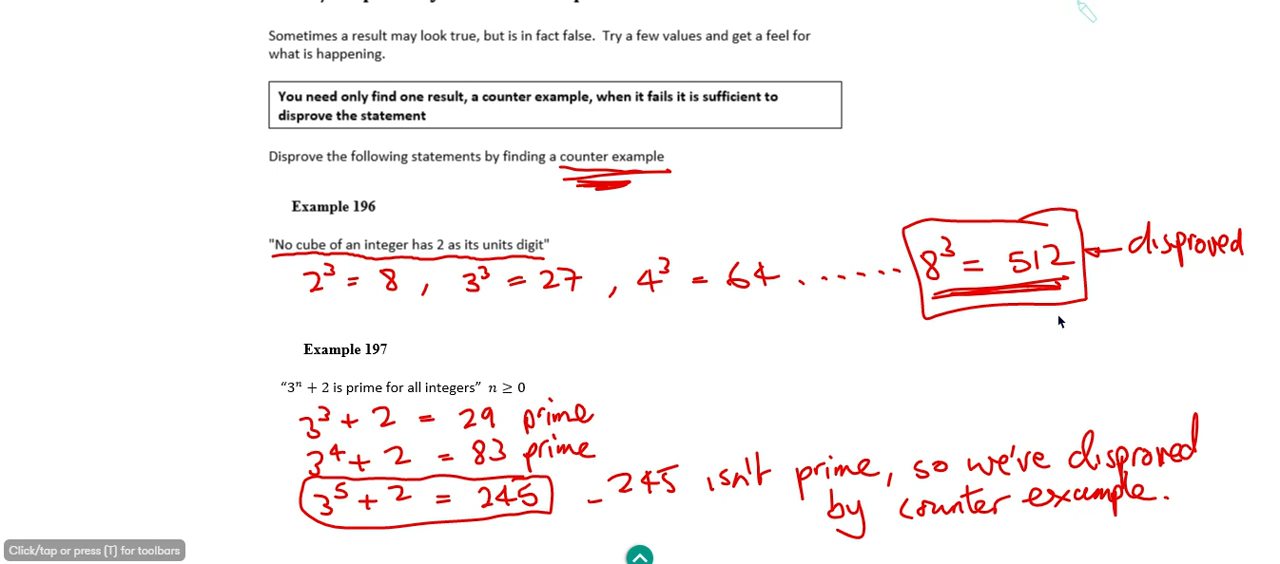 Sometimes a result may look true, but is in fact false. Try a few values and get a feel for
what is happening.
You need only find one result, a counter example, when it fails it is sufficient to
disprove the statement
Disprove the following statements by finding a counter example
Example 196
"No cube of an integer has 2 as its units digit"
2³ = 8 , 3³ = 27 , 4³ = 64 ........ 8³ = 512 ← disproved
Example 197
“3ⁿ + 2 is prime for all integers” n ≥ 0
3³ + 2 = 29 prime
3⁴ + 2 = 83 prime
3⁵ + 2 = 245 - 245 isn't prime, so we've disproved
by counter example.
Click/tap or press [T] for toolbars